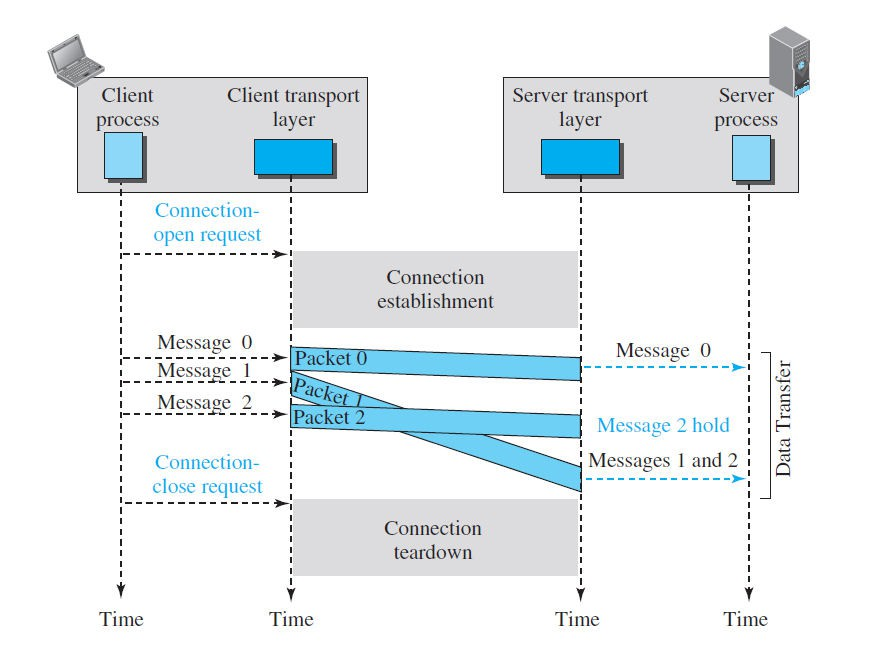 Client
process
Client transport
layer
Server transport
layer
Server
process
Connection-
open request
Connection
establishment
Message 0
Message 1
Message 2
Packet 0
Packet 1
Packet 2
Message 0
Message 2 hold
Messages 1 and 2
Data Transfer
Connection-
close request
Connection
teardown
Time
Time
Time
Time